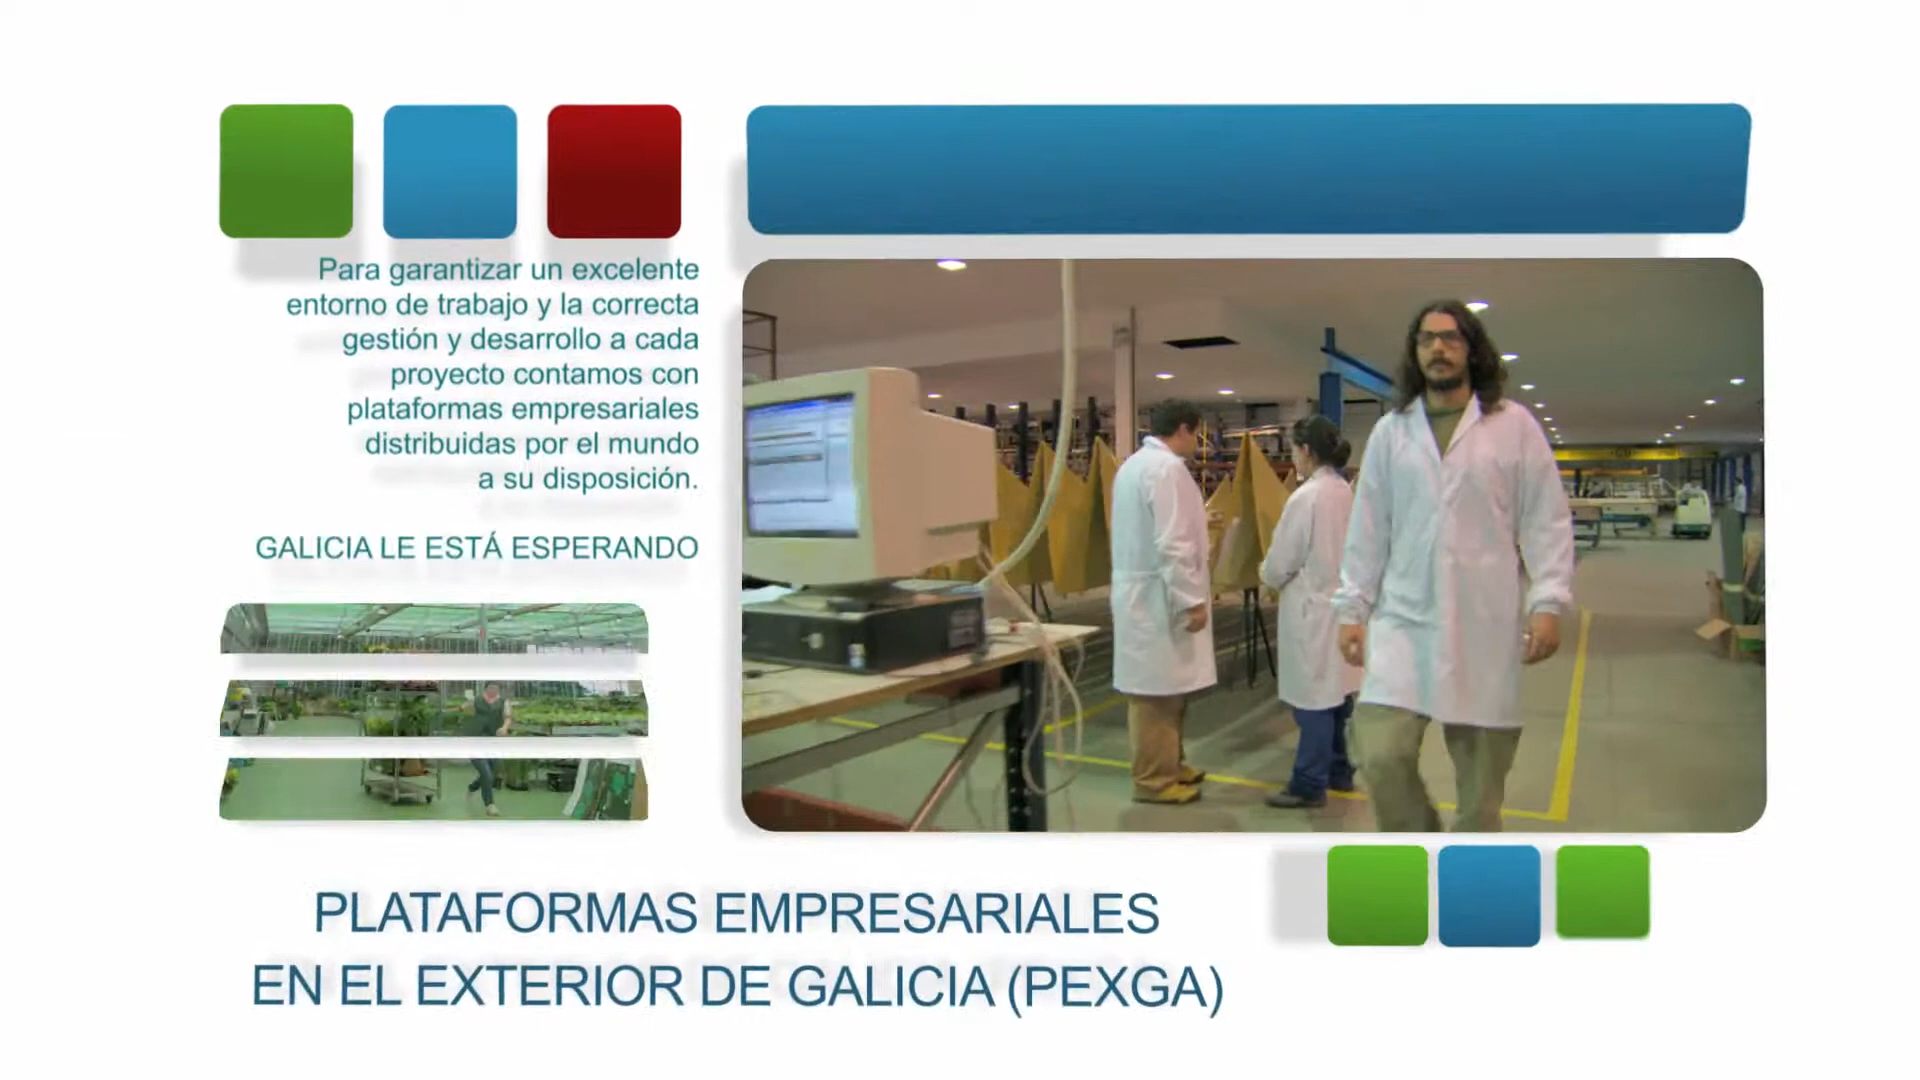 Para garantizar un excelente
entorno de trabajo y la correcta
gestión y desarrollo a cada
proyecto contamos con
plataformas empresariales
distribuidas por el mundo
a su disposición.
GALICIA LE ESTÁ ESPERANDO
PLATAFORMAS EMPRESARIALES
EN EL EXTERIOR DE GALICIA (PEXGA)